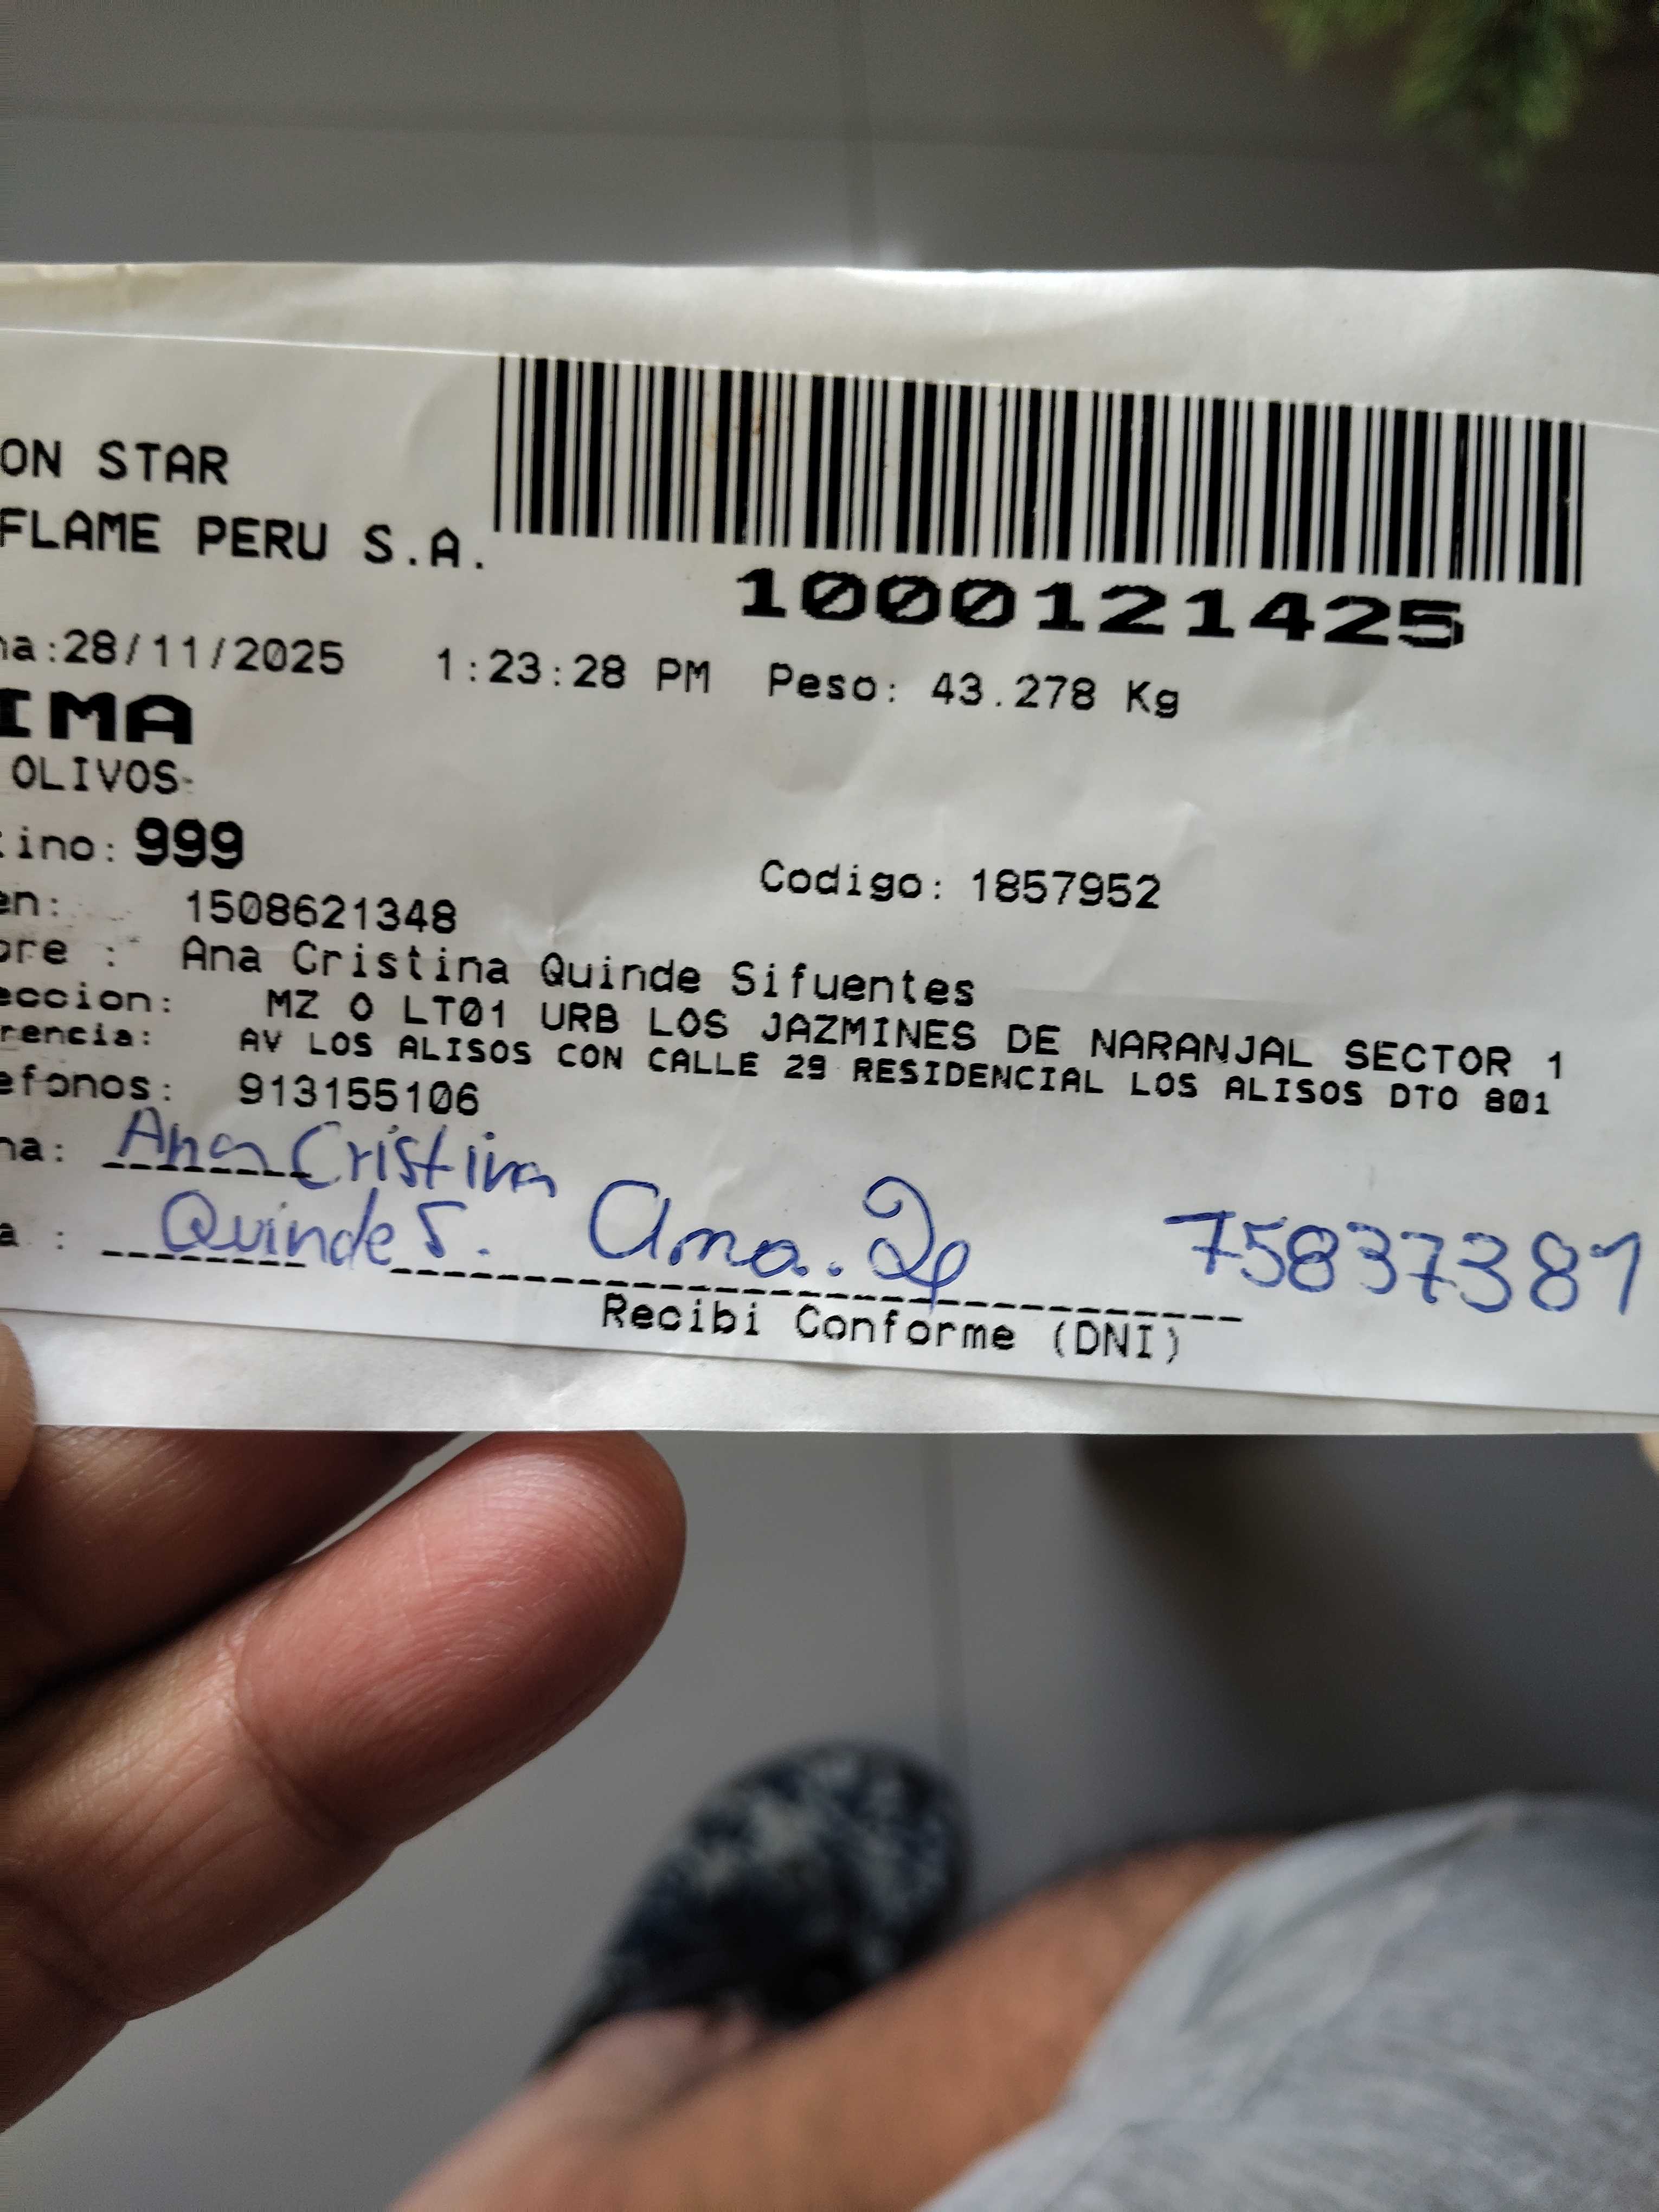 ON STAR
FLAME PERU S.A.
1000121425
na:28/11/2025 1:23:28 PM Peso: 43.278 Kg
IMA
OLIVOS
tino: 999
Codigo: 1857952
en: 1508621348
bre : Ana Cristina Quinde Sifuentes
eccion: MZ O LT01 URB LOS JAZMINES DE NARANJAL SECTOR 1
rencia: AV LOS ALISOS CON CALLE 29 RESIDENCIAL LOS ALISOS DTO 801
efonos: 913155106
na: Ana Cristina
a : Quinde S. Ana. Q 75837381
Recibi Conforme (DNI)